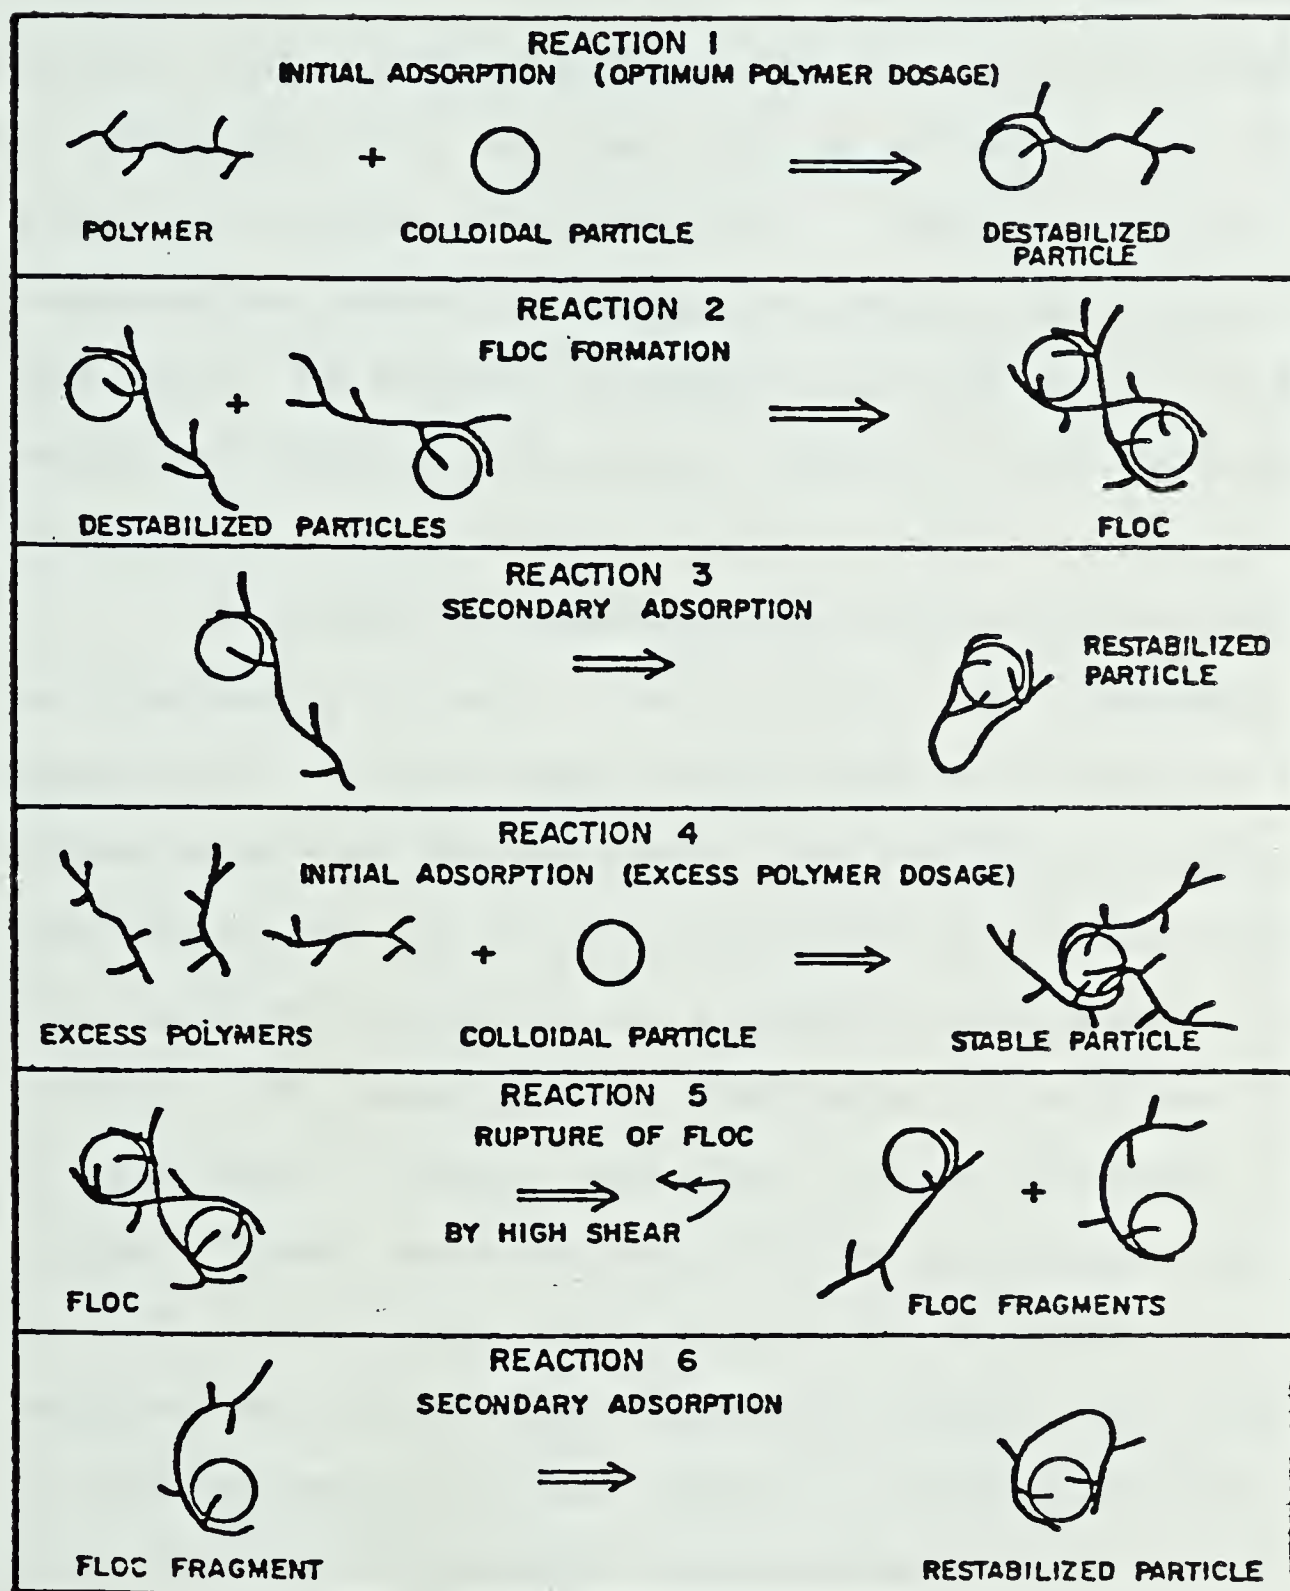 REACTION 1
INITIAL ADSORPTION (OPTIMUM POLYMER DOSAGE)
+
POLYMER
COLLOIDAL PARTICLE
DESTABILIZED
PARTICLE
REACTION 2
FLOC FORMATION
+
DESTABILIZED PARTICLES
FLOC
REACTION 3
SECONDARY ADSORPTION
RESTABILIZED
PARTICLE
REACTION 4
INITIAL ADSORPTION (EXCESS POLYMER DOSAGE)
+
EXCESS POLYMERS
COLLOIDAL PARTICLE
STABLE PARTICLE
REACTION 5
RUPTURE OF FLOC
+
BY HIGH SHEAR
FLOC
FLOC FRAGMENTS
REACTION 6
SECONDARY ADSORPTION
FLOC FRAGMENT
RESTABILIZED PARTICLE